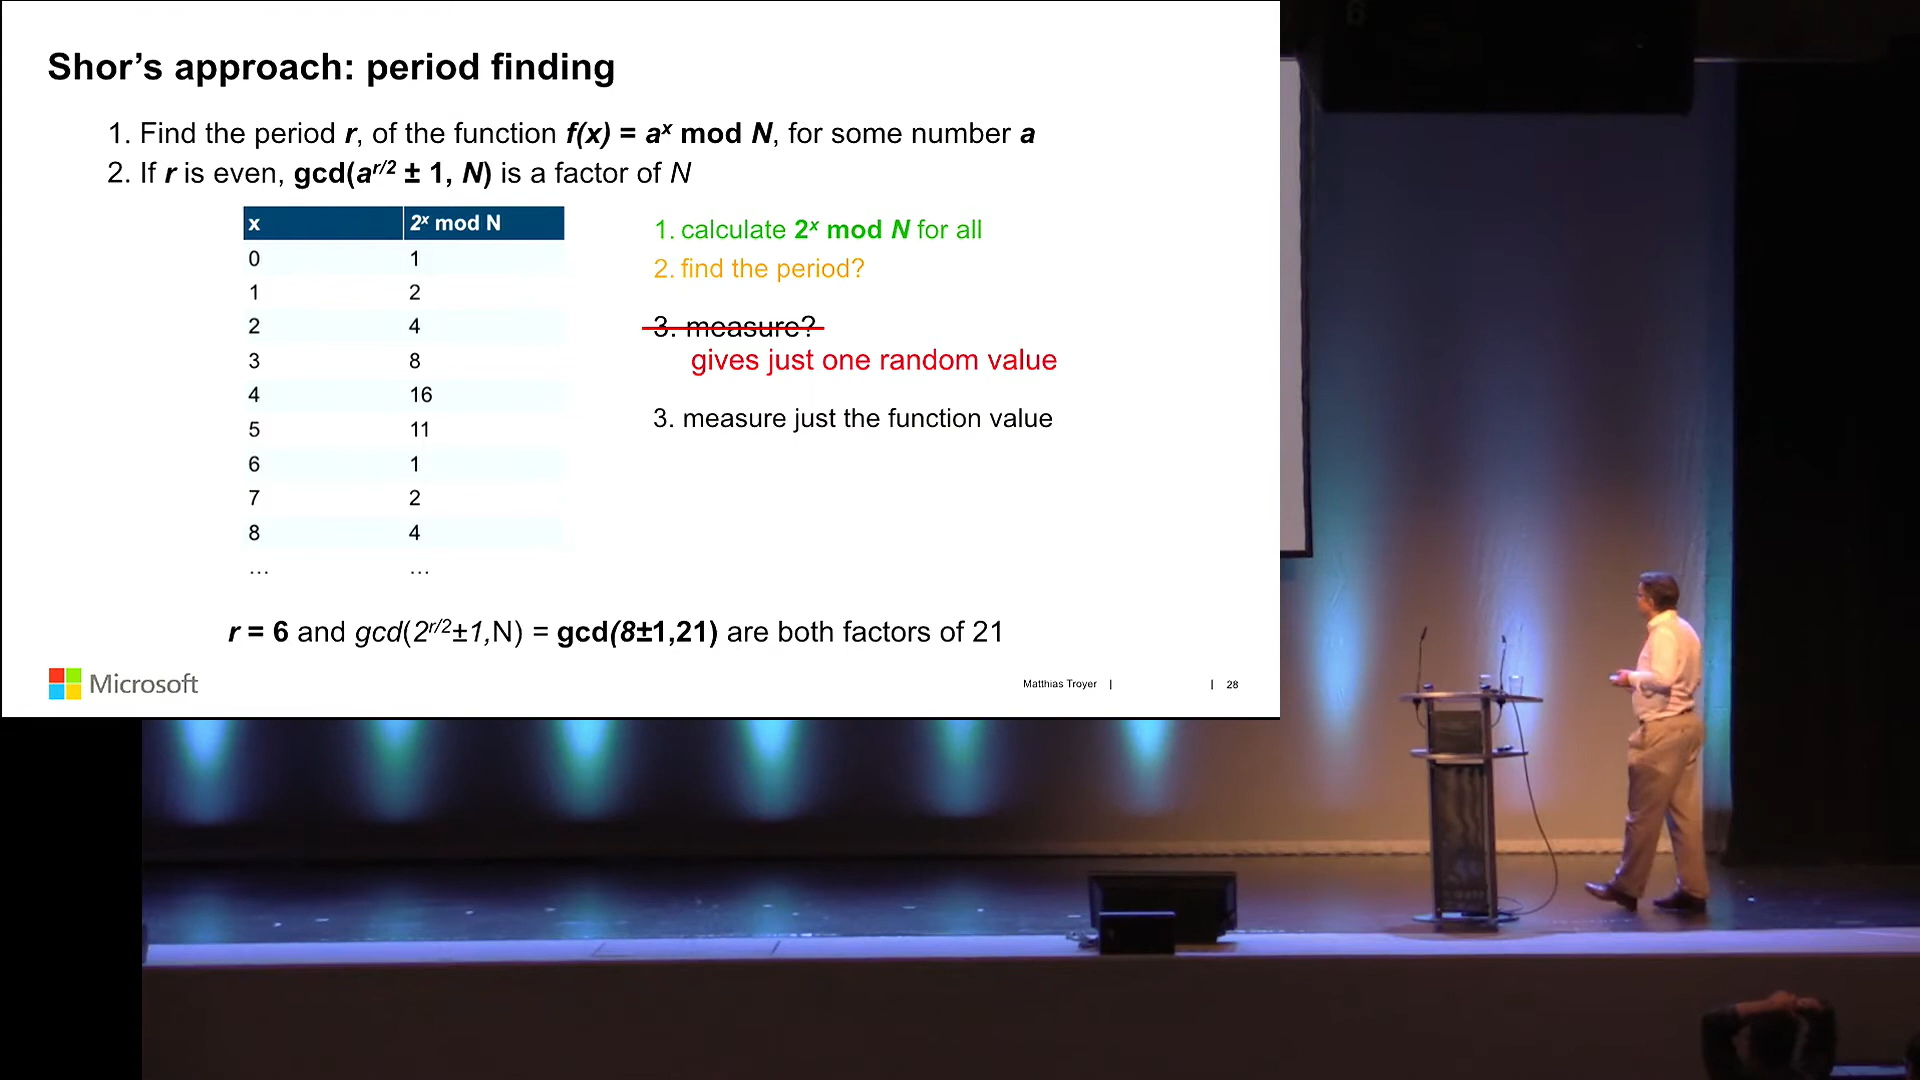 Shor’s approach: period finding
1. Find the period r, of the function f(x) = aˣ mod N, for some number a
2. If r is even, gcd(a^r/2 ± 1, N) is a factor of N
x 2ˣ mod N
0 1
1 2
2 4
3 8
4 16
5 11
6 1
7 2
8 4
… …
1. calculate 2ˣ mod N for all
2. find the period?
3. measure?
gives just one random value
3. measure just the function value
r = 6 and gcd(2^r/2±1,N) = gcd(8±1,21) are both factors of 21
Microsoft
Matthias Troyer | | 28